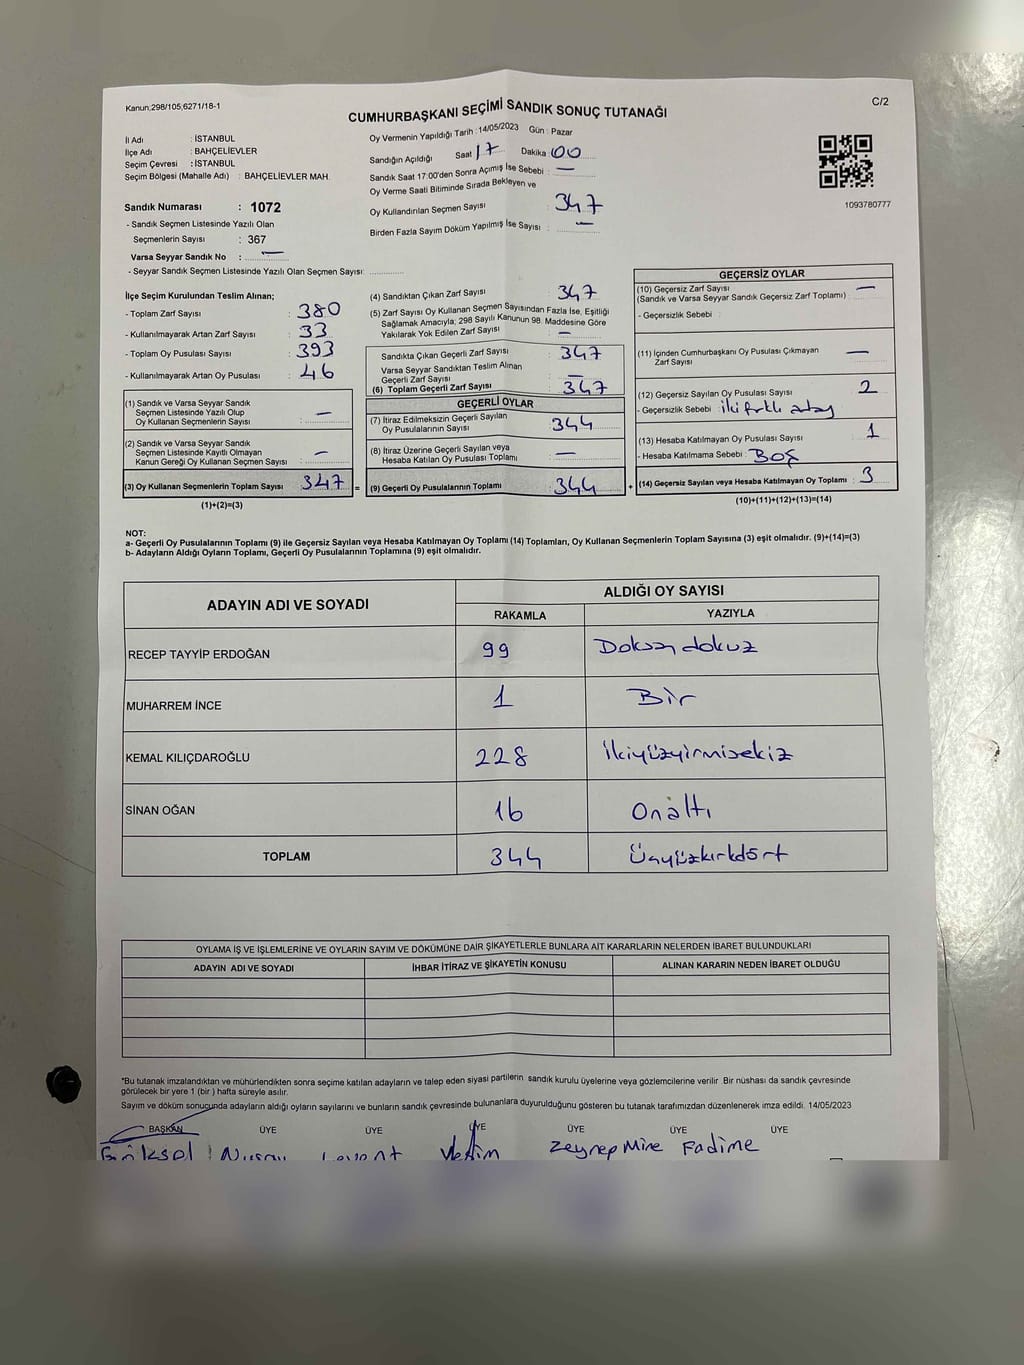 Kanun:298/105,6271/18-1
C/2
CUMHURBAŞKANI SEÇİMİ SANDIK SONUÇ TUTANAĞI
İl Adı : İSTANBUL
İlçe Adı : BAHÇELİEVLER
Seçim Çevresi : İSTANBUL
Seçim Bölgesi (Mahalle Adı) : BAHÇELİEVLER MAH.
Sandık Numarası : 1072
- Sandık Seçmen Listesinde Yazılı Olan
Seçmenlerin Sayısı : 367
Varsa Seyyar Sandık No : —
- Seyyar Sandık Seçmen Listesinde Yazılı Olan Seçmen Sayısı:
Oy Vermenin Yapıldığı Tarih : 14/05/2023 Gün : Pazar
Sandığın Açıldığı Saat 17 Dakika 00
Sandık Saat 17:00'den Sonra Açımış İse Sebebi : —
Oy Verme Saati Bitiminde Sırada Bekleyen ve
Oy Kullandırılan Seçmen Sayısı 347
Birden Fazla Sayım Döküm Yapılmış İse Sayısı : —
1093780777
İlçe Seçim Kurulundan Teslim Alınan;
- Toplam Zarf Sayısı : 380
- Kullanılmayarak Artan Zarf Sayısı : 33
- Toplam Oy Pusulası Sayısı : 393
- Kullanılmayarak Artan Oy Pusulası : 46
(1) Sandık ve Varsa Seyyar Sandık
Seçmen Listesinde Yazılı Olup
Oy Kullanan Seçmenlerin Sayısı : —
(2) Sandık ve Varsa Seyyar Sandık
Seçmen Listesinde Kayıtlı Olmayan
Kanun Gereği Oy Kullanan Seçmen Sayısı : —
(3) Oy Kullanan Seçmenlerin Toplam Sayısı : 347 =
(1)+(2)=(3)
(4) Sandıktan Çıkan Zarf Sayısı : 347
(5) Zarf Sayısı Oy Kullanan Seçmen Sayısından Fazla İse, Eşitliği
Sağlamak Amacıyla; 298 Sayılı Kanunun 98. Maddesine Göre
Yakılarak Yok Edilen Zarf Sayısı : —
Sandıkta Çıkan Geçerli Zarf Sayısı : 347
Varsa Seyyar Sandıktan Teslim Alınan
Geçerli Zarf Sayısı : —
(6) Toplam Geçerli Zarf Sayısı : 347
GEÇERLİ OYLAR
(7) İtiraz Edilmeksizin Geçerli Sayılan
Oy Pusulalarının Sayısı : 344
(8) İtiraz Üzerine Geçerli Sayılan veya
Hesaba Katılan Oy Pusulası Toplamı : —
(9) Geçerli Oy Pusulalarının Toplamı : 344 +
GEÇERSİZ OYLAR
(10) Geçersiz Zarf Sayısı —
(Sandık ve Varsa Seyyar Sandık Geçersiz Zarf Toplamı) :
- Geçersizlik Sebebi :
(11) İçinden Cumhurbaşkanı Oy Pusulası Çıkmayan
Zarf Sayısı : —
(12) Geçersiz Sayılan Oy Pusulası Sayısı : 2
- Geçersizlik Sebebi : iki farklı aday
(13) Hesaba Katılmayan Oy Pusulası Sayısı : 1
- Hesaba Katılmama Sebebi : Boş
(14) Geçersiz Sayılan veya Hesaba Katılmayan Oy Toplamı : 3
(10)+(11)+(12)+(13)=(14)
NOT:
a- Geçerli Oy Pusulalarının Toplamı (9) ile Geçersiz Sayılan veya Hesaba Katılmayan Oy Toplamı (14) Toplamları, Oy Kullanan Seçmenlerin Toplam Sayısına (3) eşit olmalıdır. (9)+(14)=(3)
b- Adayların Aldığı Oyların Toplamı, Geçerli Oy Pusulalarının Toplamına (9) eşit olmalıdır.
ADAYIN ADI VE SOYADI
ALDIĞI OY SAYISI
RAKAMLA YAZIYLA
RECEP TAYYİP ERDOĞAN 99 Doksan dokuz
MUHARREM İNCE 1 Bir
KEMAL KILIÇDAROĞLU 228 ikiyüzyirmisekiz
SİNAN OĞAN 16 Onaltı
TOPLAM 344 Üçyüzkırkdört
OYLAMA İŞ VE İŞLEMLERİNE VE OYLARIN SAYIM VE DÖKÜMÜNE DAİR ŞİKAYETLERLE BUNLARA AİT KARARLARIN NELERDEN İBARET BULUNDUKLARI
ADAYIN ADI VE SOYADI İHBAR İTİRAZ VE ŞİKAYETİN KONUSU ALINAN KARARIN NEDEN İBARET OLDUĞU
*Bu tutanak imzalandıktan ve mühürlendikten sonra seçime katılan adayların ve talep eden siyasi partilerin sandık kurulu üyelerine veya gözlemcilerine verilir. Bir nüshası da sandık çevresinde
görülecek bir yere 1 (bir) hafta süreyle asılır.
Sayım ve döküm sonucunda adayların aldığı oyların sayılarını ve bunların sandık çevresinde bulunanlara duyurulduğunu gösteren bu tutanak tarafımızdan düzenlenerek imza edildi. 14/05/2023
BAŞKAN ÜYE ÜYE ÜYE ÜYE ÜYE ÜYE
Göksel Nuray Levent Zeynep Mire Fadime